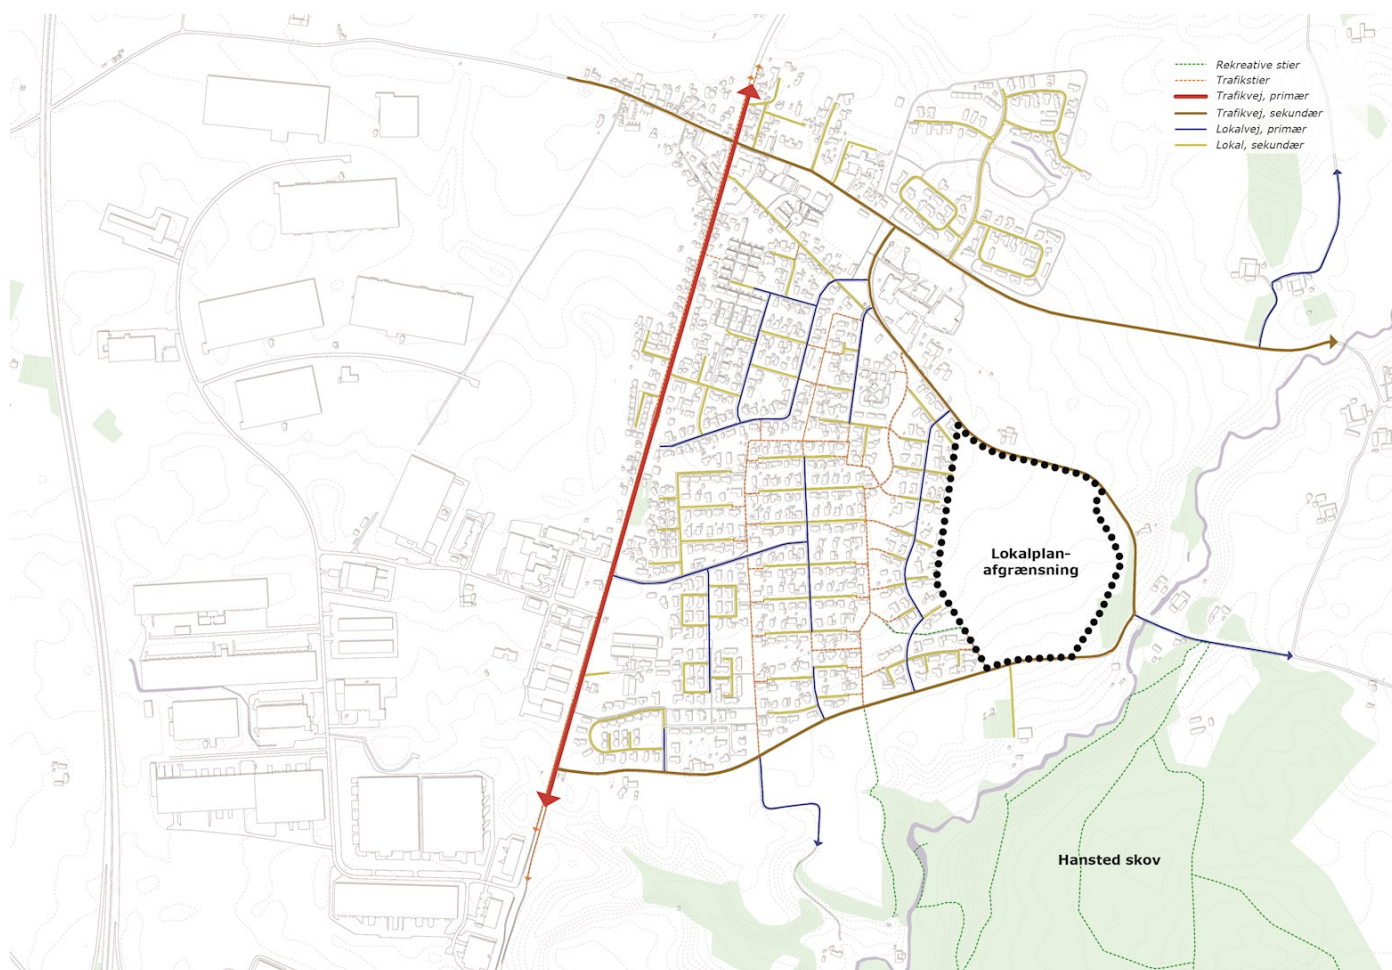 Rekreative stier
Trafikstier
Trafikvej, primær
Trafikvej, sekundær
Lokalvej, primær
Lokal, sekundær
Lokalplan-
afgrænsning
Hansted skov